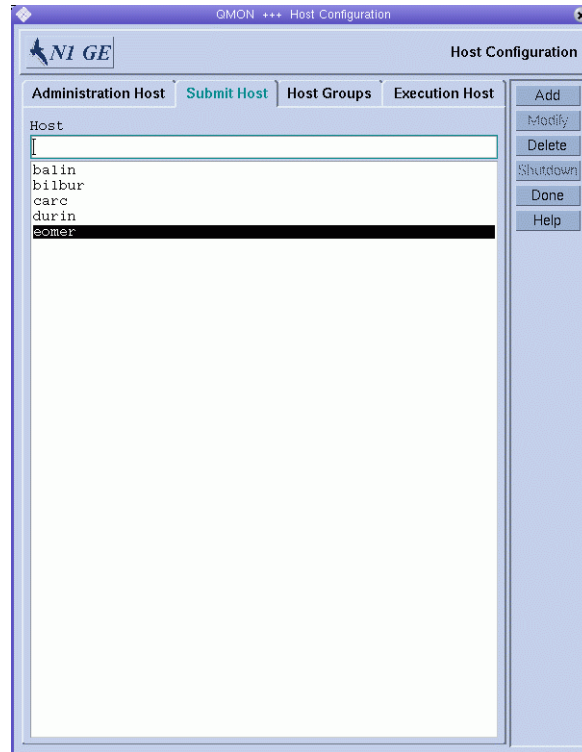 QMON +++ Host Configuration
N1 GE
Host Configuration
Administration Host
Submit Host
Host Groups
Execution Host
Host
balin
bilbur
carc
durin
eomer
Add
Modify
Delete
Shutdown
Done
Help